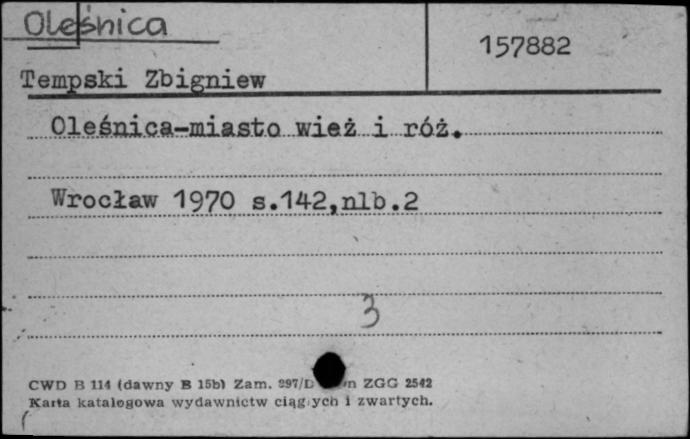 Oleśnica
157882
Tempski Zbigniew
Oleśnica-miasto wież i róż.
Wrocław 1970 s.142,nlb.2
3
CWD B 114 (dawny B 15b) Zam. 297/D n ZGG 2542
Karta katalogowa wydawnictw ciągłych i zwartych.